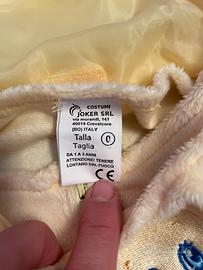 COSTUMI
JOKER SRL
via morandi, 141
40014 Crevalcore
(BO) ITALY
Talla
Taglia
0
DA 1 A 3 ANNI
ATTENZIONE! TENERE
LONTANO DAL FUOCO
CE